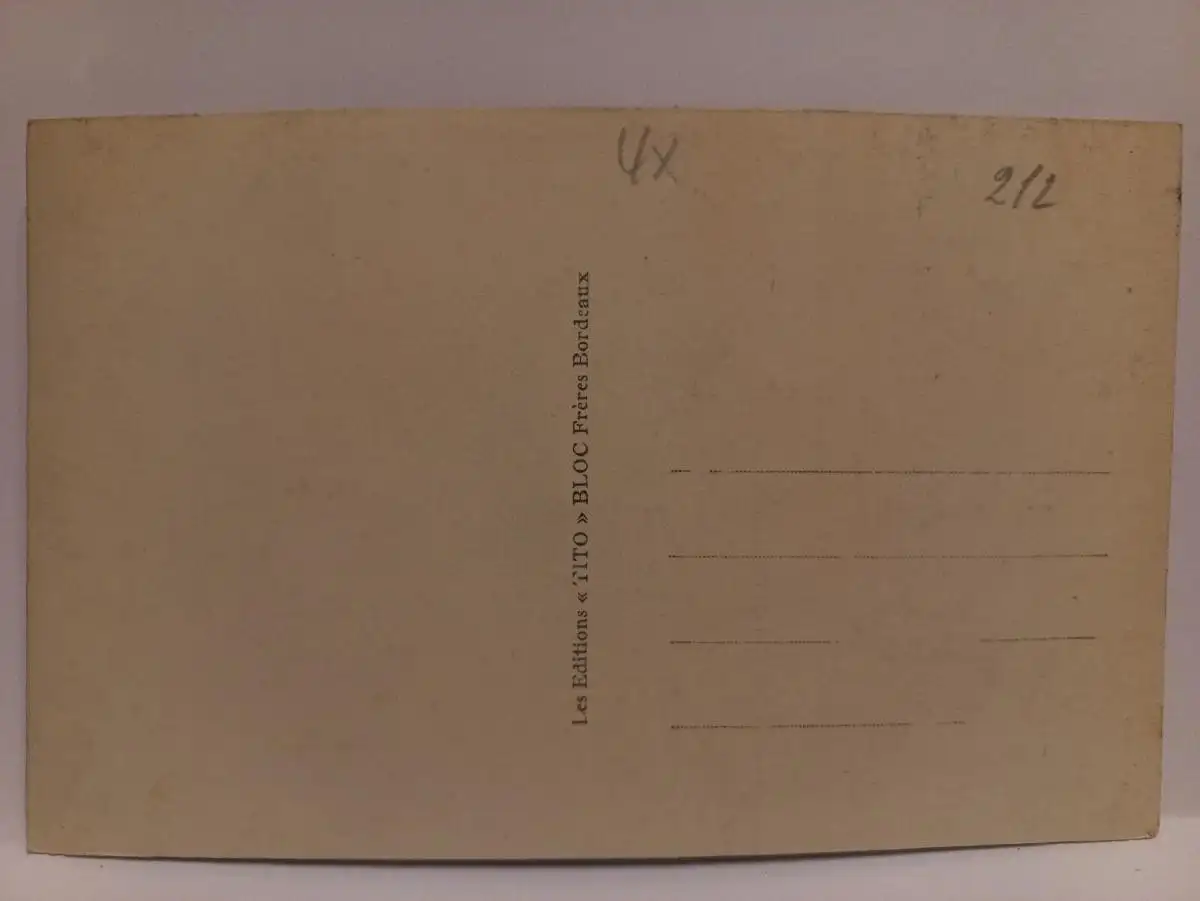 4x
2/2
Les Editions « TITO » BLOC Frères Bordeaux